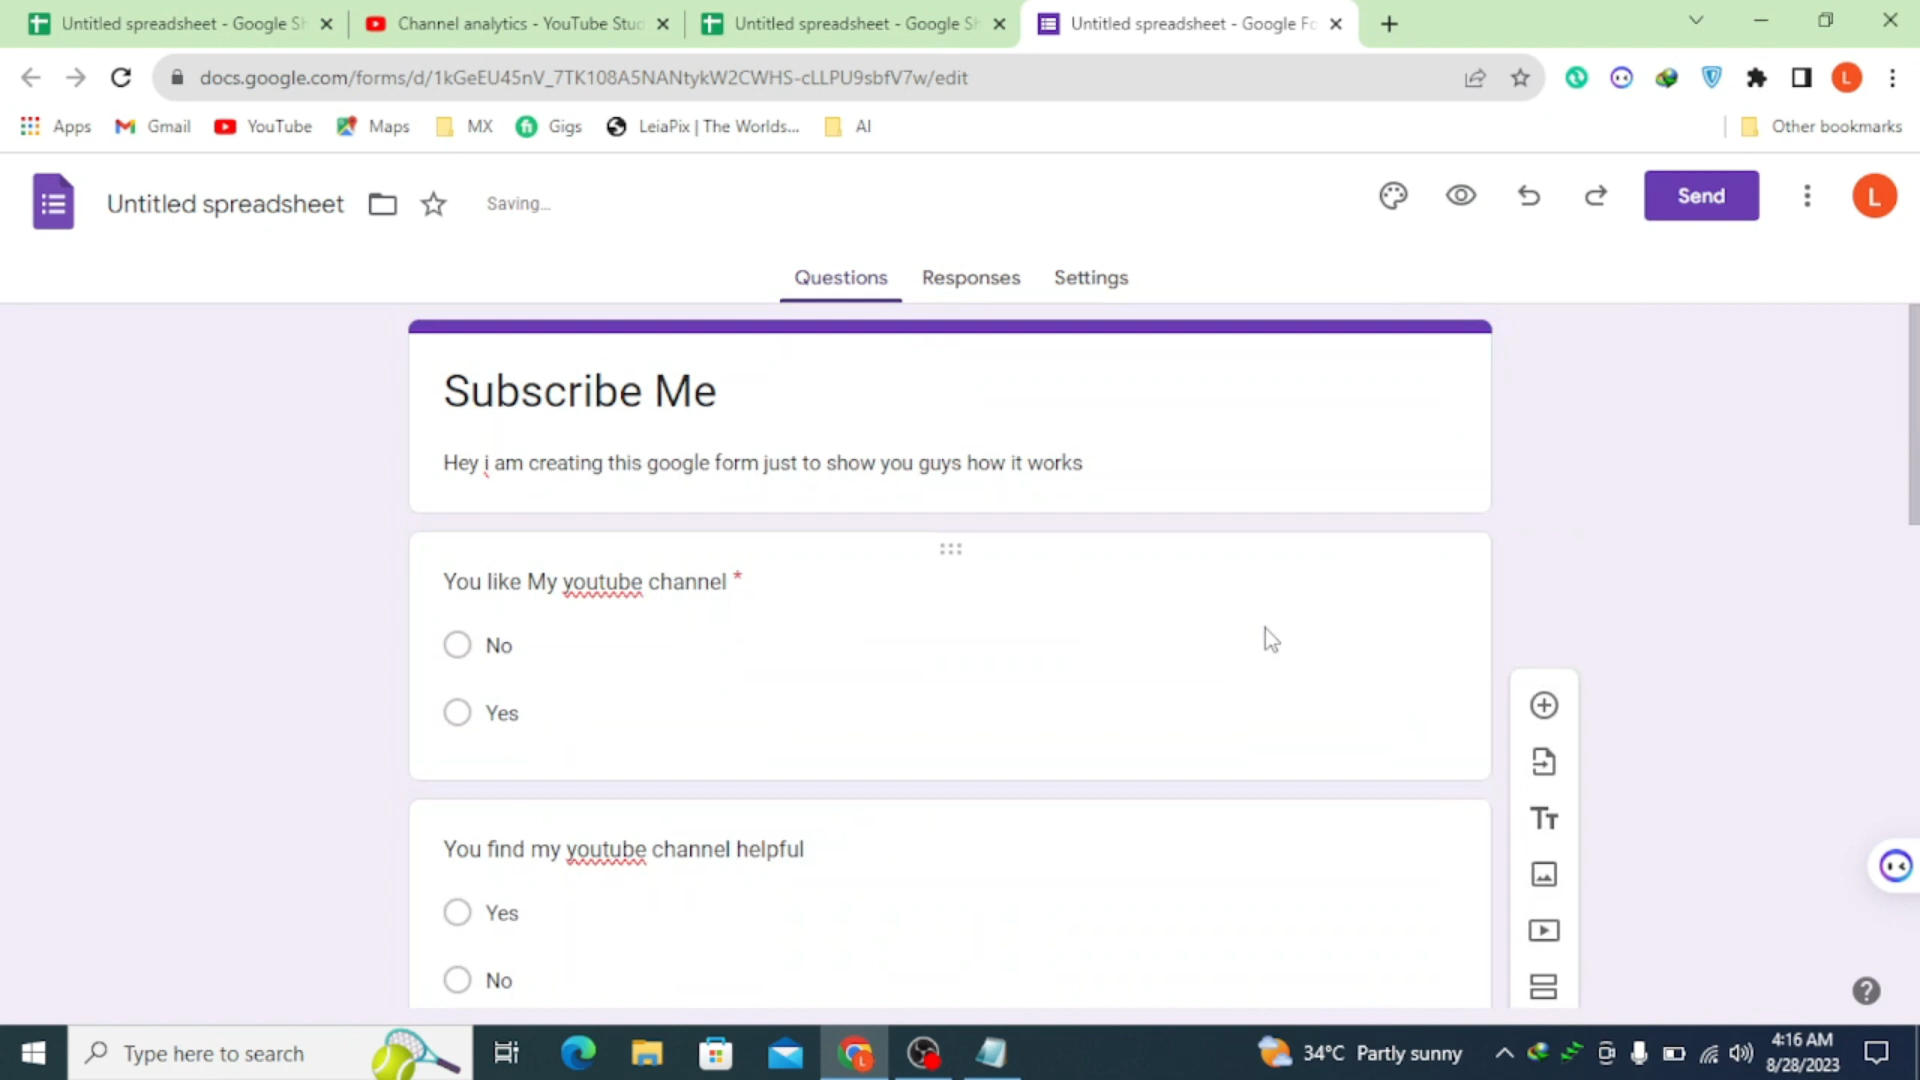 Untitled spreadsheet - Google Sh
Channel analytics - YouTube Stud
Untitled spreadsheet - Google Sh
Untitled spreadsheet - Google Fo
docs.google.com/forms/d/1kGeEU45nV_7TK108A5NANtykW2CWHS-cLLPU9sbfV7w/edit
L
Apps
Gmail
YouTube
Maps
MX
Gigs
LeiaPix | The Worlds...
AI
Other bookmarks
Untitled spreadsheet
Saving...
Send
L
Questions
Responses
Settings
Subscribe Me
Hey i am creating this google form just to show you guys how it works
You like My youtube channel *
No
Yes
You find my youtube channel helpful
Yes
No
Type here to search
34°C Partly sunny
4:16 AM
8/28/2023